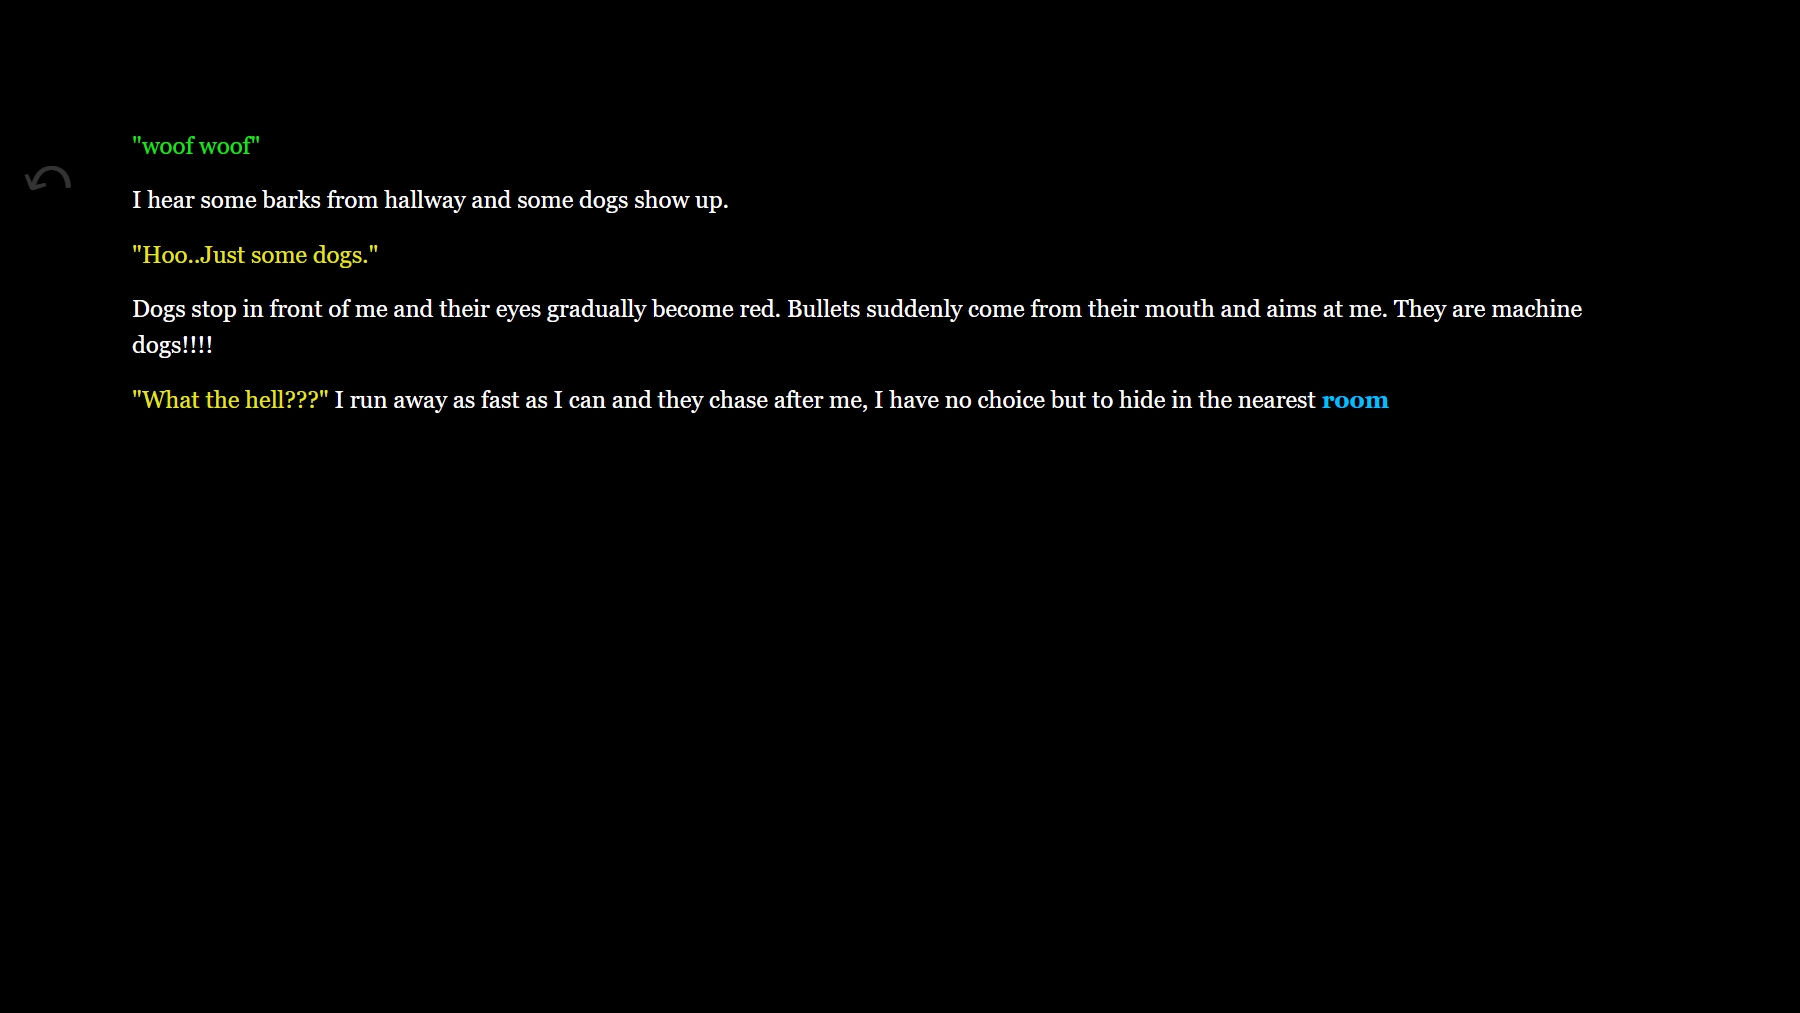 "woof woof"
I hear some barks from hallway and some dogs show up.
"Hoo..Just some dogs."
Dogs stop in front of me and their eyes gradually become red. Bullets suddenly come from their mouth and aims at me. They are machine
dogs!!!!
"What the hell???" I run away as fast as I can and they chase after me, I have no choice but to hide in the nearest room